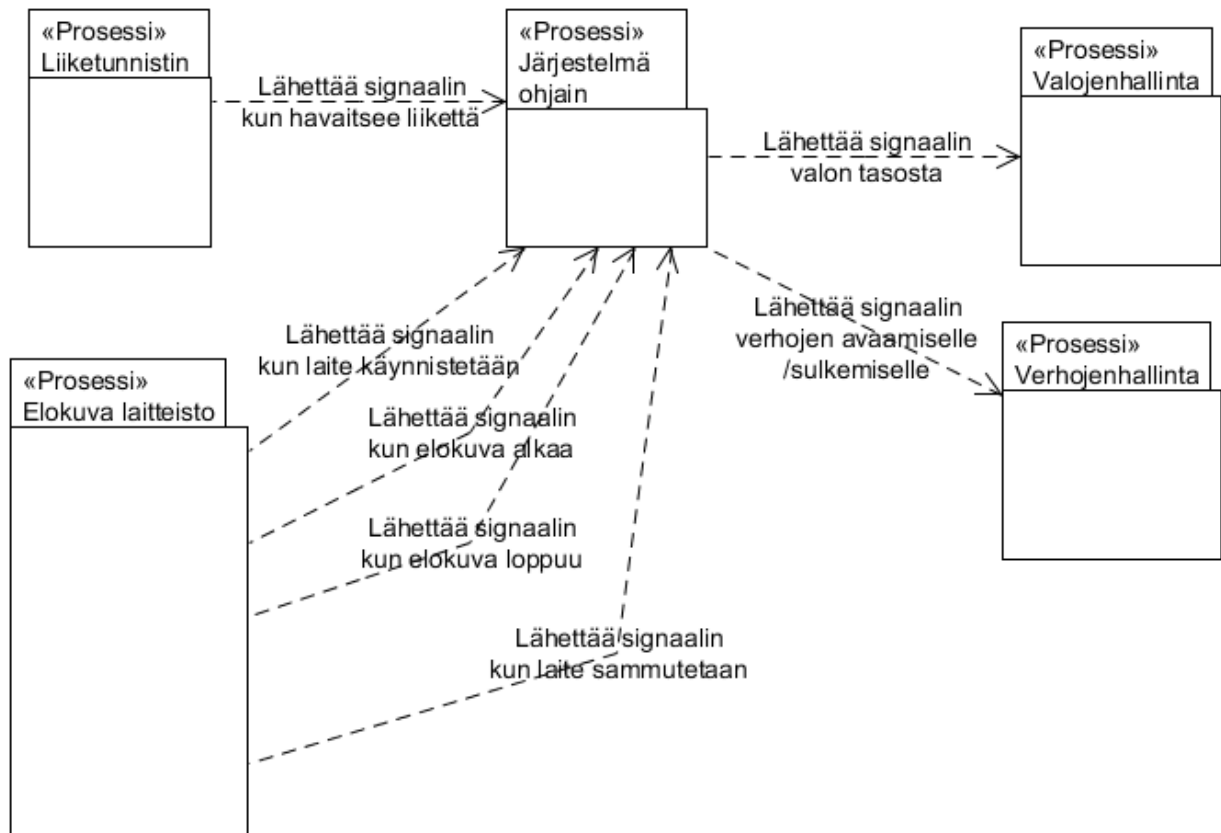 «Prosessi»
Liiketunnistin
Lähettää signaalin
kun havaitsee liikettä
«Prosessi»
Järjestelmä
ohjain
Lähettää signaalin
valon tasosta
«Prosessi»
Valojenhallinta
Lähettää signaalin
verhojen avaamiselle
/sulkemiselle
«Prosessi»
Verhojenhallinta
«Prosessi»
Elokuva laitteisto
Lähettää signaalin
kun laite käynnistetään
Lähettää signaalin
kun elokuva alkaa
Lähettää signaalin
kun elokuva loppuu
Lähettää signaalin
kun laite sammutetaan